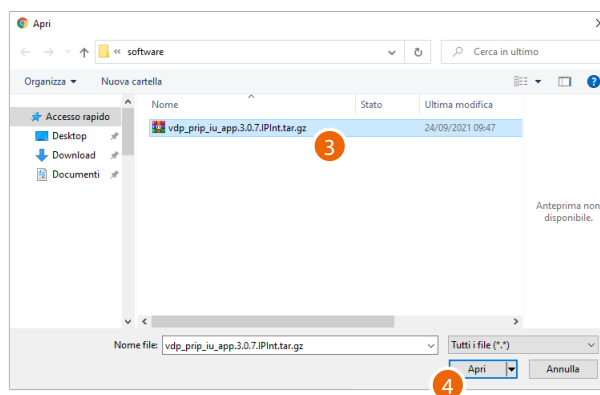 Apri
« software
Cerca in ultimo
Organizza
Nuova cartella
Nome
Stato
Ultima modifica
Accesso rapido
Desktop
Download
Documenti
vdp_prip_iu_app.3.0.7.IPInt.tar.gz
24/09/2021 09:47
3
Anteprima non
disponibile.
Nome file:
vdp_prip_iu_app.3.0.7.IPInt.tar.gz
Tutti i file (*.*)
Apri
Annulla
4